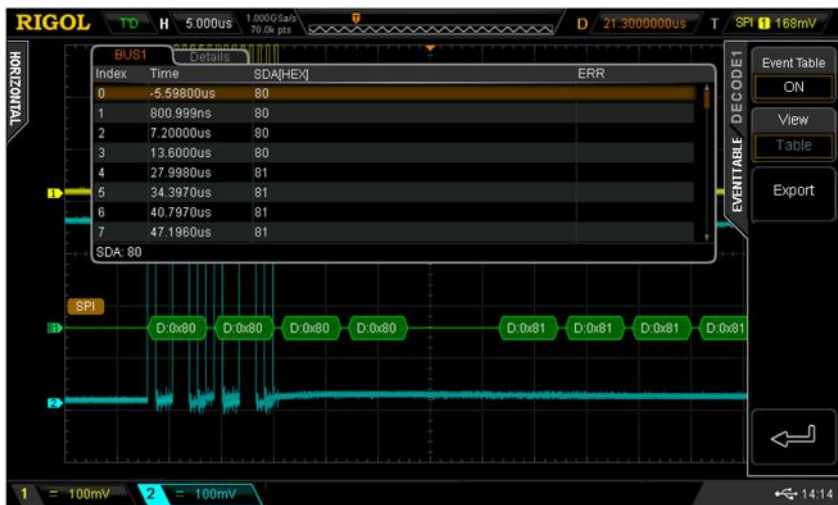 RIGOL T'D H 5.000us 1.000GSa/s 70.0k pts D 21.3000000us T SPI 1 168mV
HORIZONTAL
BUS1 Details
Index Time SDA[HEX] ERR
0 -5.59800us 80
1 800.999ns 80
2 7.20000us 80
3 13.6000us 80
4 27.9980us 81
5 34.3970us 81
6 40.7970us 81
7 47.1960us 81
SDA: 80
DECODE1
EVENTTABLE
Event Table
ON
View
Table
Export
1
SPI
B1 D:0x80 D:0x80 D:0x80 D:0x80 D:0x81 D:0x81 D:0x81 D:0x81
2
1 = 100mV 2 = 100mV 14:14